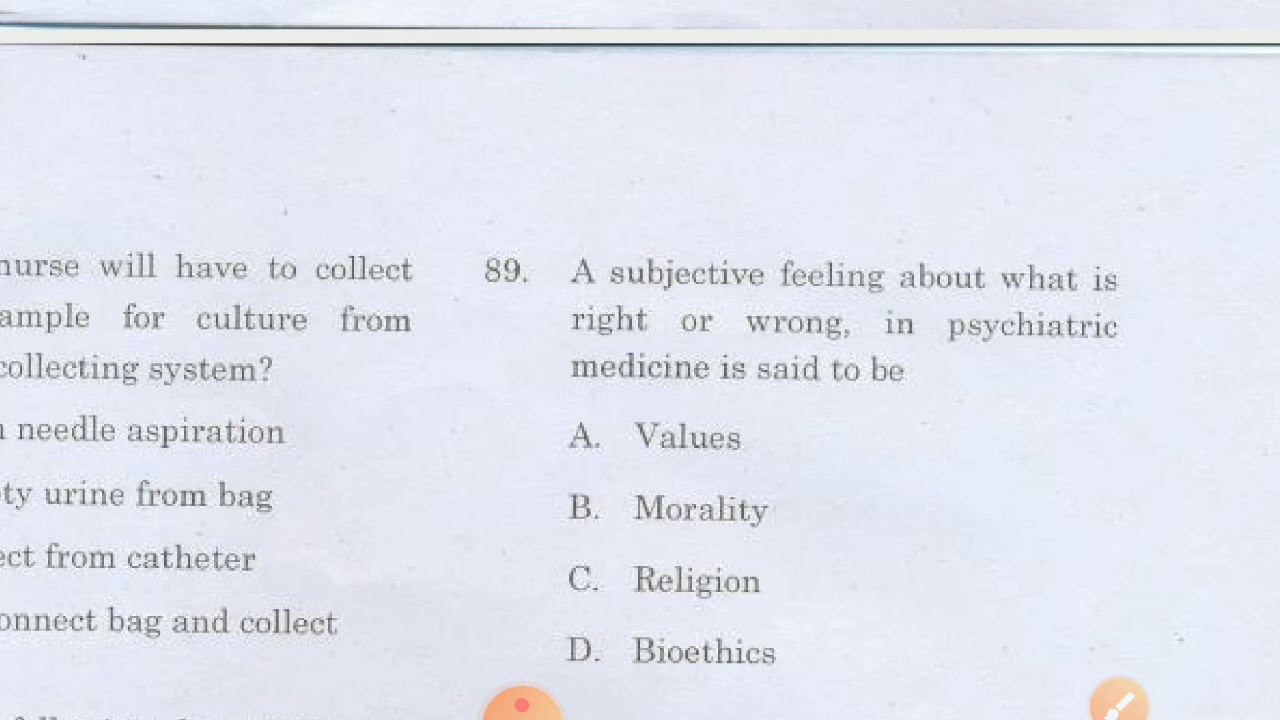 nurse will have to collect
ample for culture from
collecting system?
needle aspiration
ty urine from bag
ect from catheter
onnect bag and collect
89. A subjective feeling about what is
right or wrong, in psychiatric
medicine is said to be
A. Values
B. Morality
C. Religion
D. Bioethics